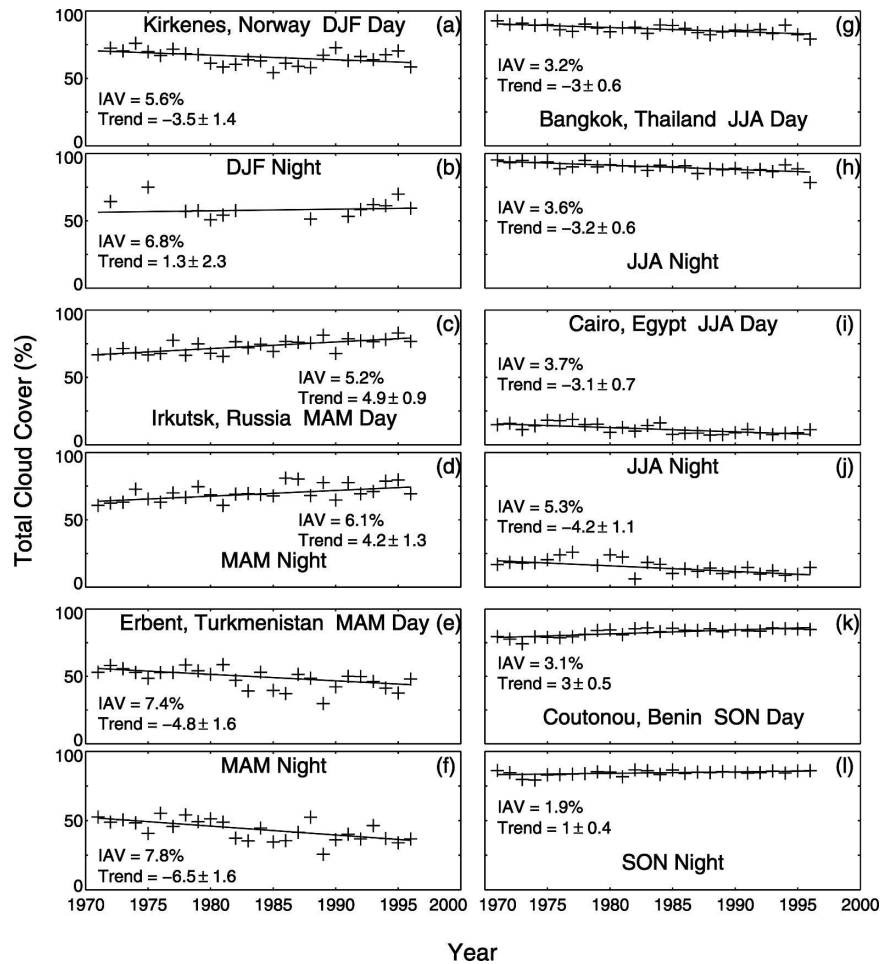 Total Cloud Cover (%)
100
50
0
Kirkenes, Norway DJF Day (a)
IAV = 5.6%
Trend = −3.5± 1.4
100
50
0
DJF Night (b)
IAV = 6.8%
Trend = 1.3± 2.3
100
50
0
(c)
IAV = 5.2%
Trend = 4.9± 0.9
Irkutsk, Russia MAM Day
100
50
0
(d)
IAV = 6.1%
Trend = 4.2± 1.3
MAM Night
100
50
0
Erbent, Turkmenistan MAM Day (e)
IAV = 7.4%
Trend = −4.8± 1.6
100
50
0
MAM Night (f)
IAV = 7.8%
Trend = −6.5± 1.6
1970 1975 1980 1985 1990 1995 2000
(g)
IAV = 3.2%
Trend = −3± 0.6
Bangkok, Thailand JJA Day
(h)
IAV = 3.6%
Trend = −3.2± 0.6
JJA Night
Cairo, Egypt JJA Day (i)
IAV = 3.7%
Trend = −3.1± 0.7
JJA Night (j)
IAV = 5.3%
Trend = −4.2± 1.1
(k)
IAV = 3.1%
Trend = 3± 0.5
Coutonou, Benin SON Day
(l)
IAV = 1.9%
Trend = 1± 0.4
SON Night
1970 1975 1980 1985 1990 1995 2000
Year